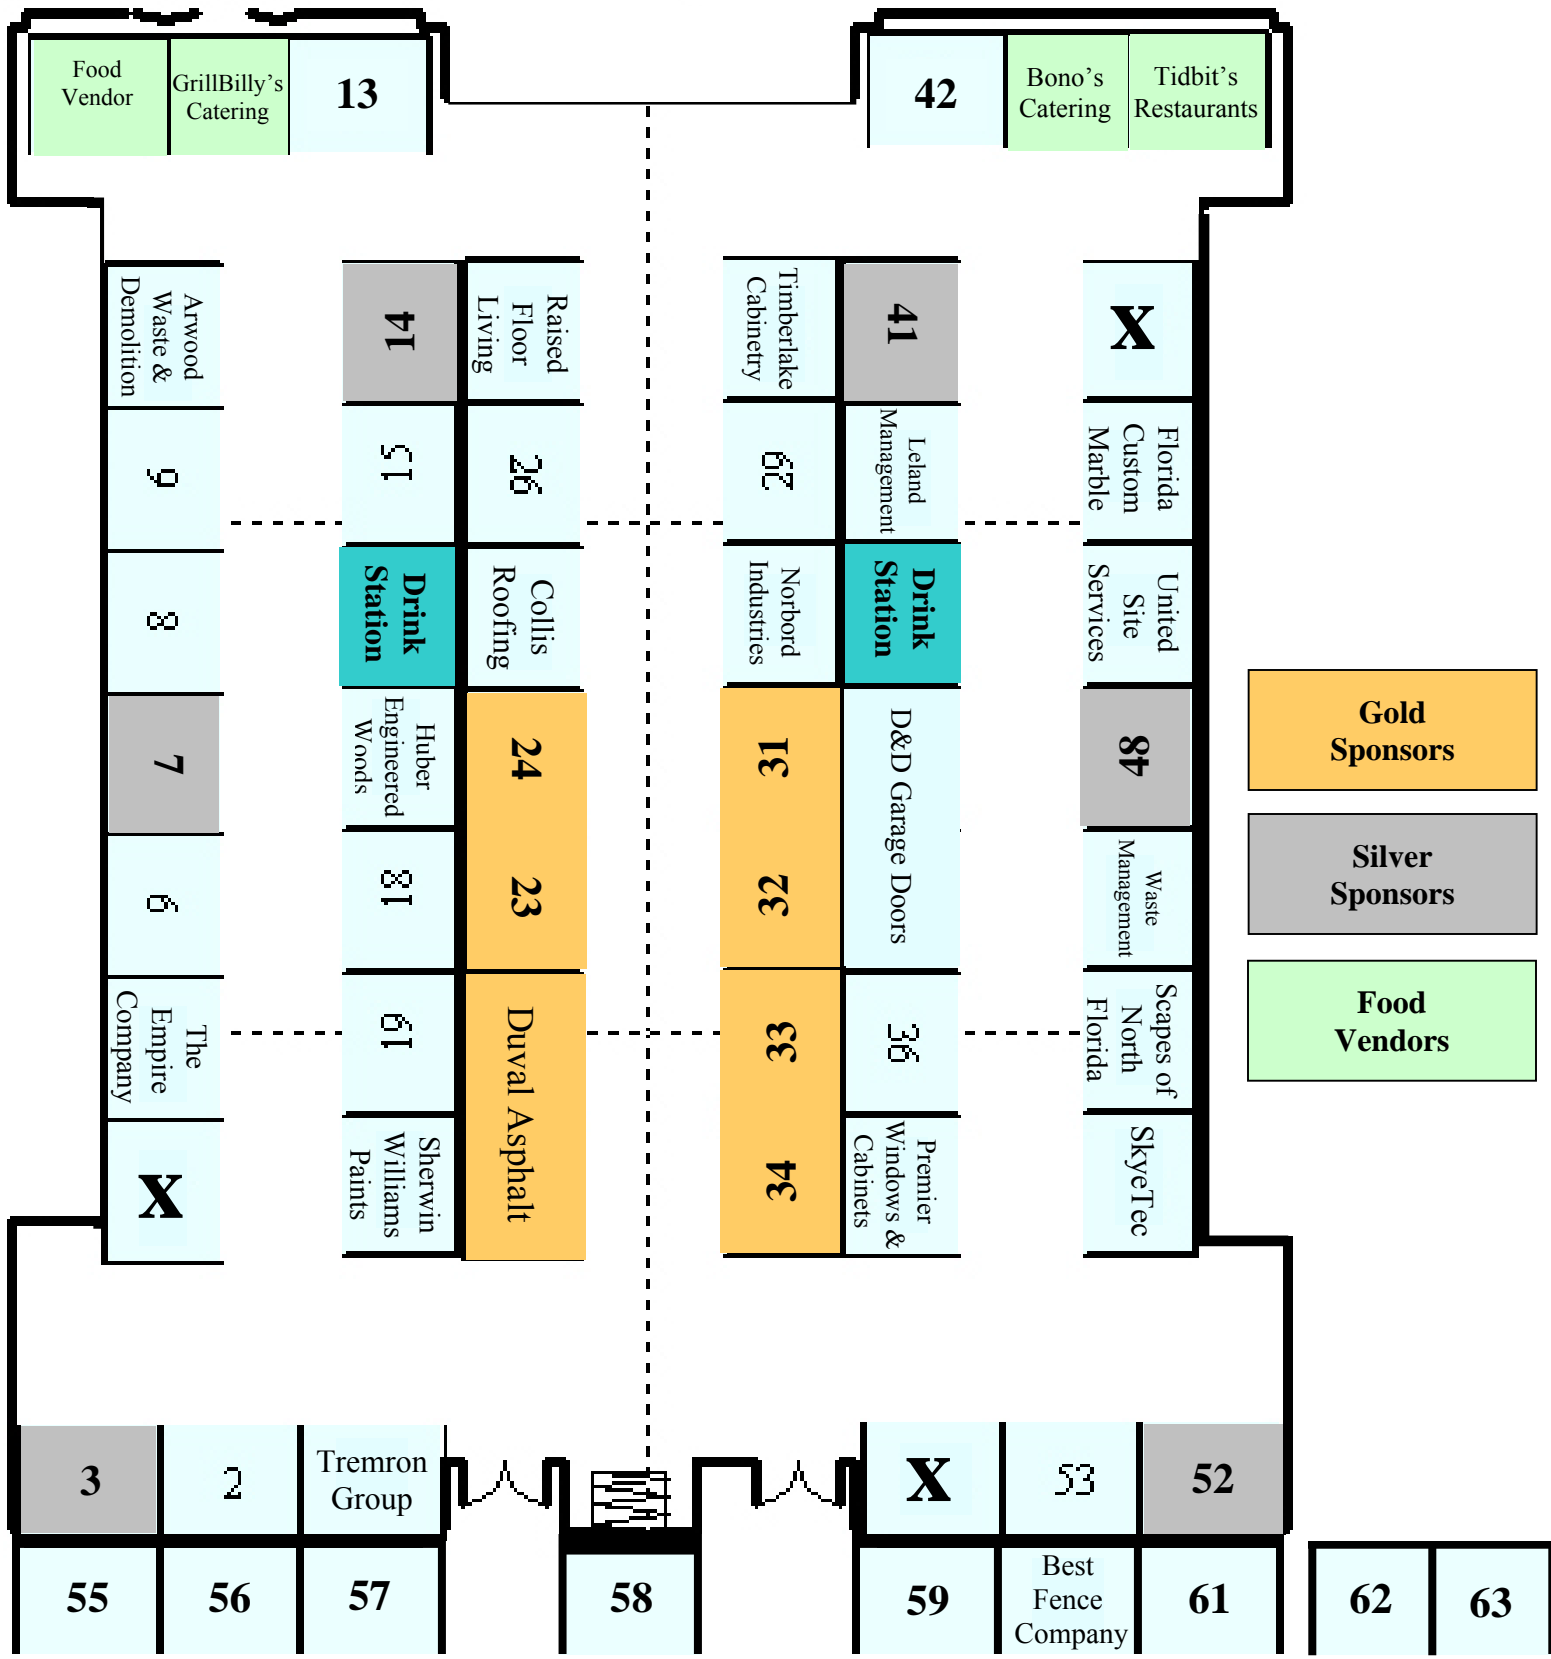 Food
Vendor
GrillBilly's
Catering
13
42
Bono's
Catering
Tidbit's
Restaurants
Arwood
Waste &
Demolition
14
Raised
Floor
Living
Timberlake
Cabinetry
41
X
9
15
26
29
Leland
Management
Florida
Custom
Marble
8
Drink
Station
Collis
Roofing
Norbord
Industries
Drink
Station
United
Site
Services
7
Huber
Engineered
Woods
24
31
D&D Garage Doors
48
Gold
Sponsors
6
18
23
32
Waste
Management
Silver
Sponsors
The
Empire
Company
19
Duval Asphalt
33
36
Scapes of
North
Florida
Food
Vendors
X
Sherwin
Williams
Paints
34
Premier
Windows &
Cabinets
SkyeTec
3
2
Tremron
Group
X
53
52
55
56
57
58
59
Best
Fence
Company
61
62
63